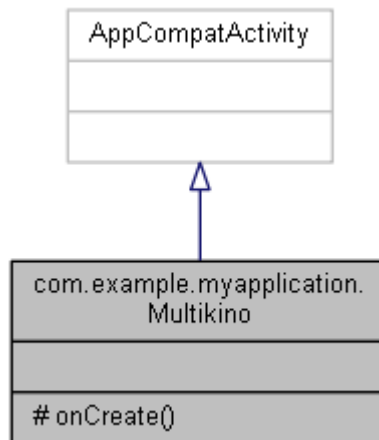 AppCompatActivity
com.example.myapplication.
Multikino
# onCreate()